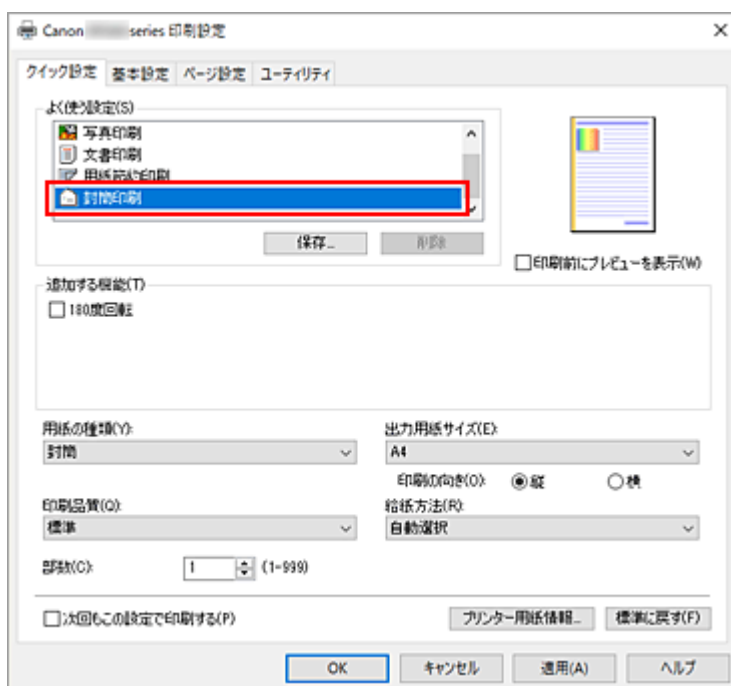 Canon series 印刷設定
クイック設定 基本設定 ページ設定 ユーティリティ
よく使う設定(S)
写真印刷
文書印刷
用紙節約印刷
封筒印刷
保存...
削除
印刷前にプレビューを表示(W)
追加する機能(T)
180度回転
用紙の種類(Y):
封筒
出力用紙サイズ(E):
A4
印刷の向き(O): 縦 横
印刷品質(Q):
標準
給紙方法(R):
自動選択
部数(C): 1 (1-999)
次回もこの設定で印刷する(P)
プリンター用紙情報... 標準に戻す(F)
OK キャンセル 適用(A) ヘルプ